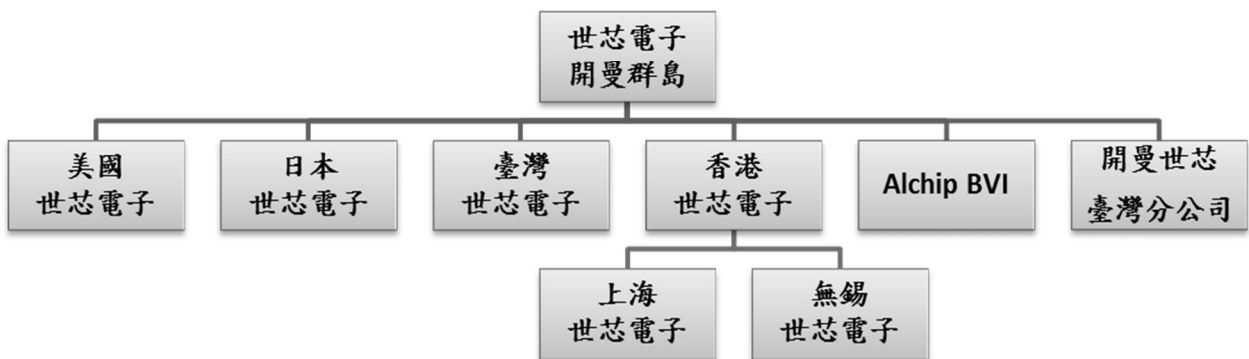 世芯電子
開曼群島
美國
世芯電子
日本
世芯電子
臺灣
世芯電子
香港
世芯電子
Alchip BVI
開曼世芯
臺灣分公司
上海
世芯電子
無錫
世芯電子